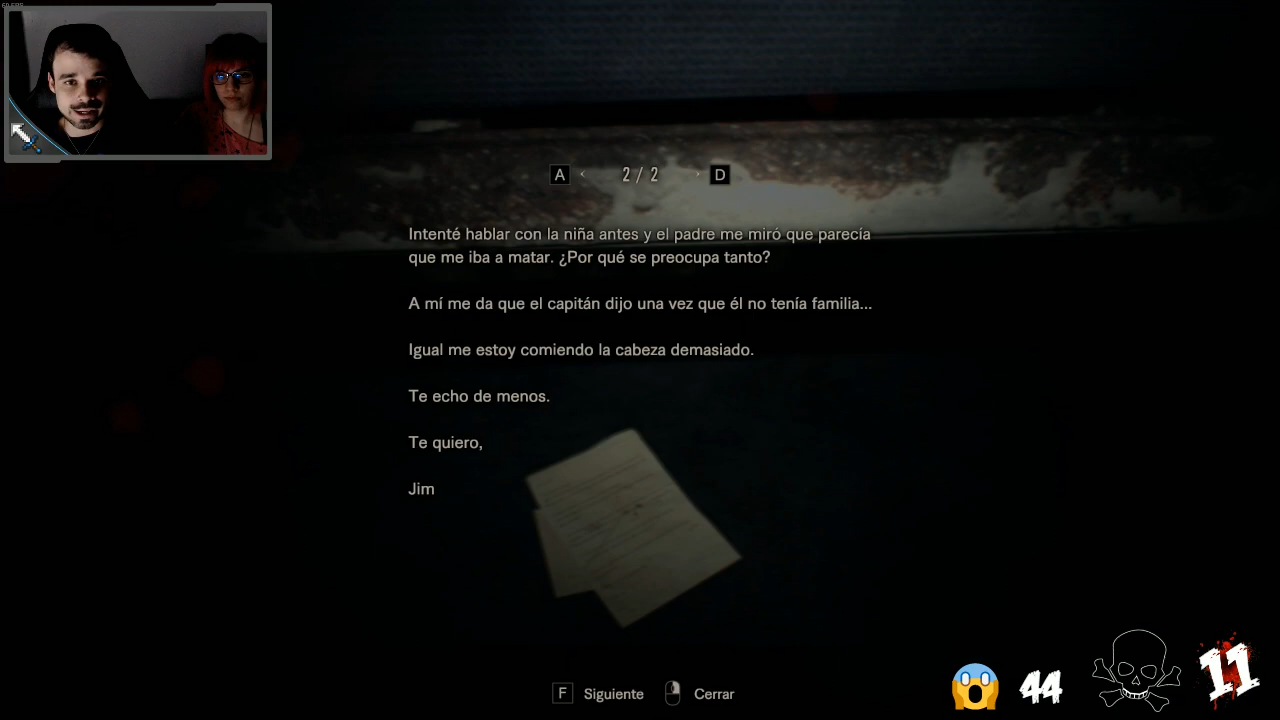 60 FPS
A 2 / 2 D
Intenté hablar con la niña antes y el padre me miró que parecía
que me iba a matar. ¿Por qué se preocupa tanto?
A mí me da que el capitán dijo una vez que él no tenía familia...
Igual me estoy comiendo la cabeza demasiado.
Te echo de menos.
Te quiero,
Jim
F Siguiente Cerrar
44
11